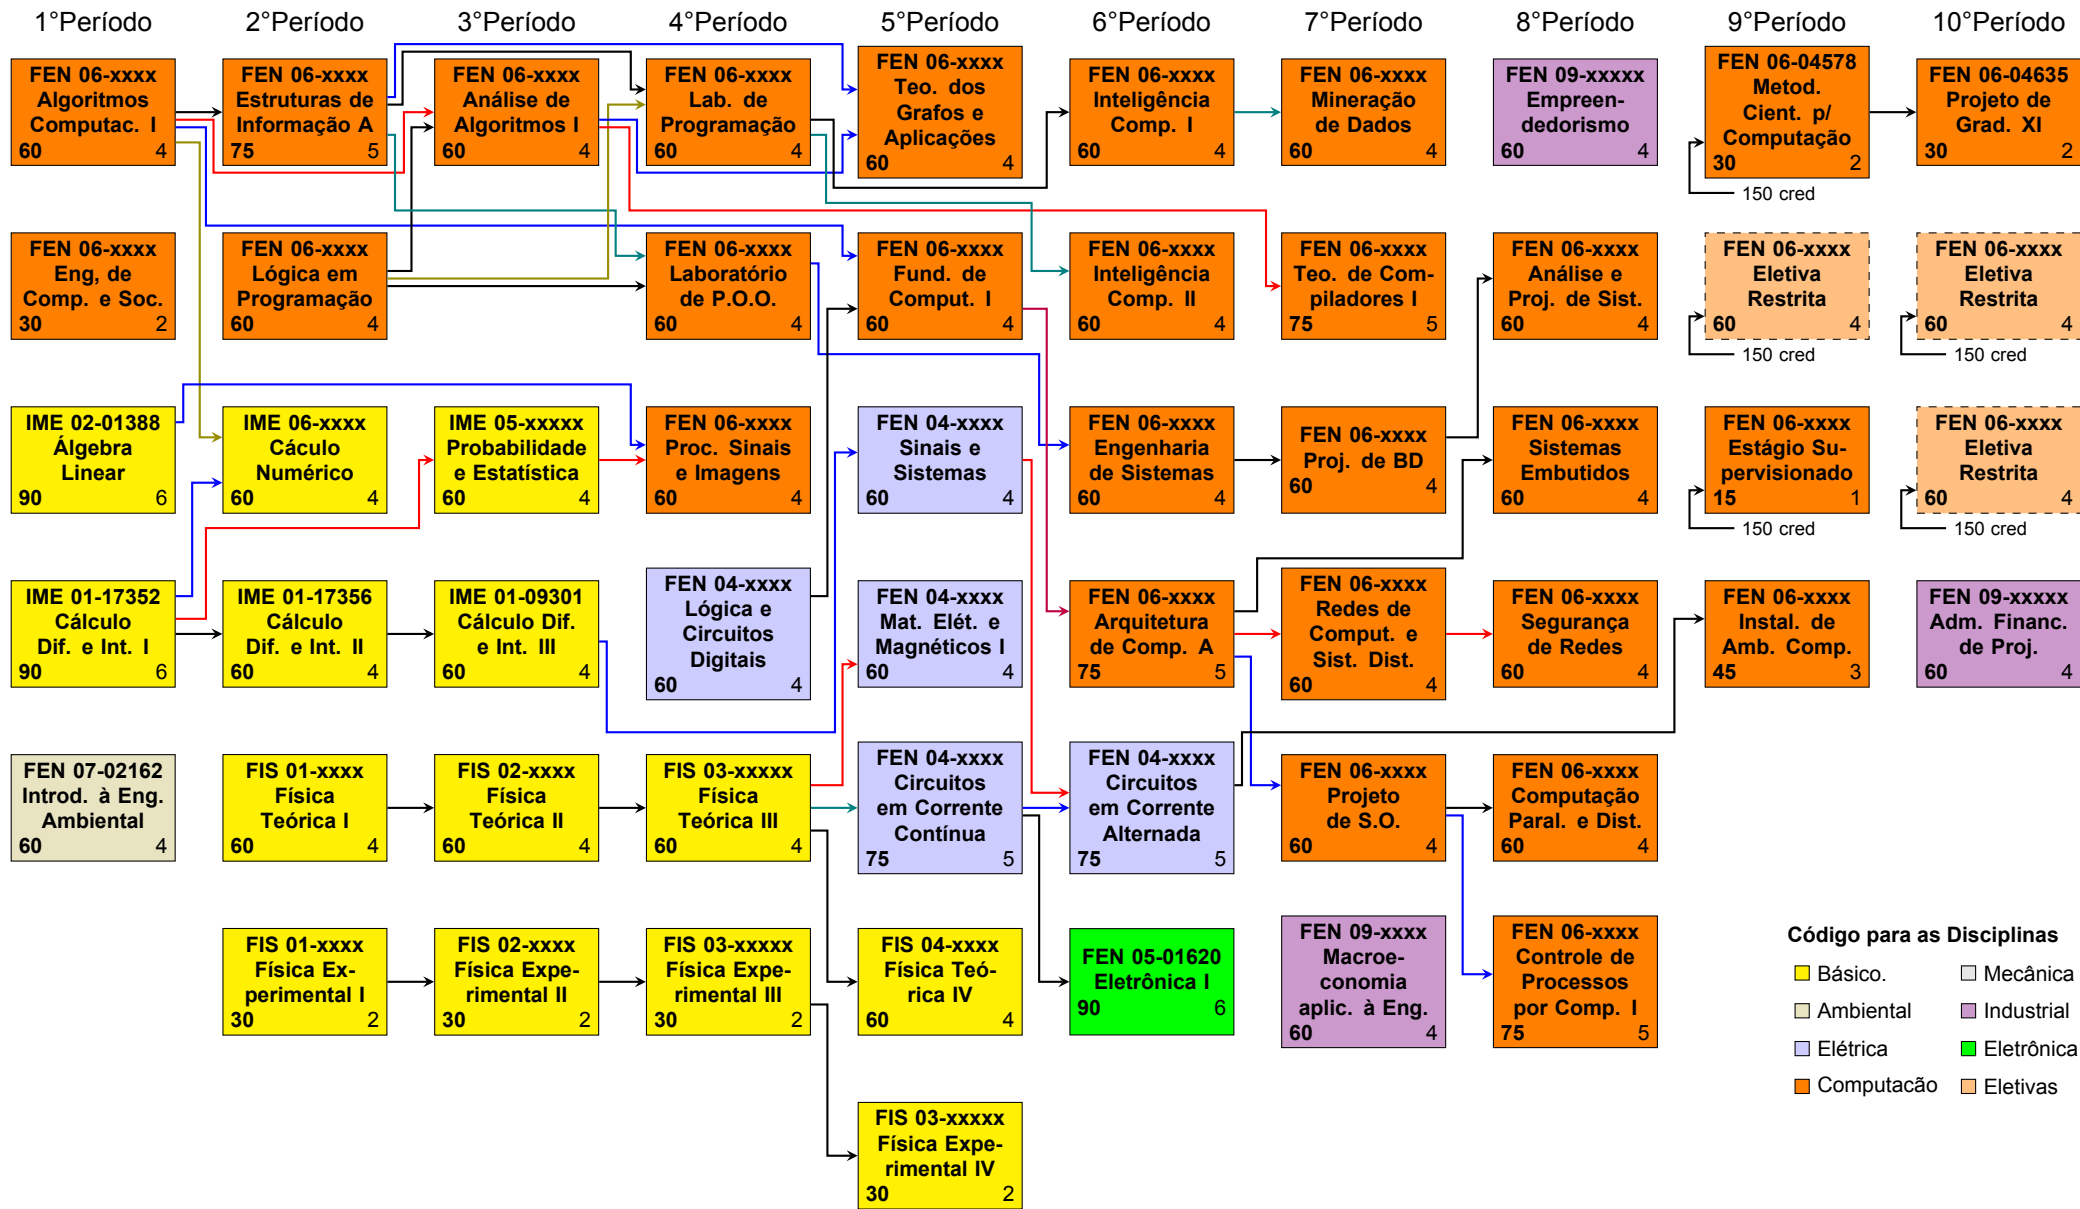 1°Período 2°Período 3°Período 4°Período 5°Período 6°Período 7°Período 8°Período 9°Período 10°Período
FEN 06-xxxx
Algoritmos
Computac. I
60 4
FEN 06-xxxx
Estruturas de
Informação A
75 5
FEN 06-xxxx
Análise de
Algoritmos I
60 4
FEN 06-xxxx
Lab. de
Programação
60 4
FEN 06-xxxx
Teo. dos
Grafos e
Aplicações
60 4
FEN 06-xxxx
Inteligência
Comp. I
60 4
FEN 06-xxxx
Mineração
de Dados
60 4
FEN 09-xxxxx
Empreen-
dedorismo
60 4
FEN 06-04578
Metod.
Cient. p/
Computação
30 2
150 cred
FEN 06-04635
Projeto de
Grad. XI
30 2
FEN 06-xxxx
Eng, de
Comp. e Soc.
30 2
FEN 06-xxxx
Lógica em
Programação
60 4
FEN 06-xxxx
Laboratório
de P.O.O.
60 4
FEN 06-xxxx
Fund. de
Comput. I
60 4
FEN 06-xxxx
Inteligência
Comp. II
60 4
FEN 06-xxxx
Teo. de Com-
piladores I
75 5
FEN 06-xxxx
Análise e
Proj. de Sist.
60 4
FEN 06-xxxx
Eletiva
Restrita
60 4
150 cred
FEN 06-xxxx
Eletiva
Restrita
60 4
150 cred
IME 02-01388
Álgebra
Linear
90 6
IME 06-xxxx
Cáculo
Numérico
60 4
IME 05-xxxxx
Probabilidade
e Estatística
60 4
FEN 06-xxxx
Proc. Sinais
e Imagens
60 4
FEN 04-xxxx
Sinais e
Sistemas
60 4
FEN 06-xxxx
Engenharia
de Sistemas
60 4
FEN 06-xxxx
Proj. de BD
60 4
FEN 06-xxxx
Sistemas
Embutidos
60 4
FEN 06-xxxx
Estágio Su-
pervisionado
15 1
150 cred
FEN 06-xxxx
Eletiva
Restrita
60 4
150 cred
IME 01-17352
Cálculo
Dif. e Int. I
90 6
IME 01-17356
Cálculo
Dif. e Int. II
60 4
IME 01-09301
Cálculo Dif.
e Int. III
60 4
FEN 04-xxxx
Lógica e
Circuitos
Digitais
60 4
FEN 04-xxxx
Mat. Elét. e
Magnéticos I
60 4
FEN 06-xxxx
Arquitetura
de Comp. A
75 5
FEN 06-xxxx
Redes de
Comput. e
Sist. Dist.
60 4
FEN 06-xxxx
Segurança
de Redes
60 4
FEN 06-xxxx
Instal. de
Amb. Comp.
45 3
FEN 09-xxxxx
Adm. Financ.
de Proj.
60 4
FEN 07-02162
Introd. à Eng.
Ambiental
60 4
FIS 01-xxxx
Física
Teórica I
60 4
FIS 02-xxxx
Física
Teórica II
60 4
FIS 03-xxxxx
Física
Teórica III
60 4
FEN 04-xxxx
Circuitos
em Corrente
Contínua
75 5
FEN 04-xxxx
Circuitos
em Corrente
Alternada
75 5
FEN 06-xxxx
Projeto
de S.O.
60 4
FEN 06-xxxx
Computação
Paral. e Dist.
60 4
FIS 01-xxxx
Física Ex-
perimental I
30 2
FIS 02-xxxx
Física Expe-
rimental II
30 2
FIS 03-xxxxx
Física Expe-
rimental III
30 2
FIS 04-xxxx
Física Teó-
rica IV
60 4
FEN 05-01620
Eletrônica I
90 6
FEN 09-xxxx
Macroe-
conomia
aplic. à Eng.
60 4
FEN 06-xxxx
Controle de
Processos
por Comp. I
75 5
FIS 03-xxxxx
Física Expe-
rimental IV
30 2
Código para as Disciplinas
Básico. Mecânica
Ambiental Industrial
Elétrica Eletrônica
Computacão Eletivas